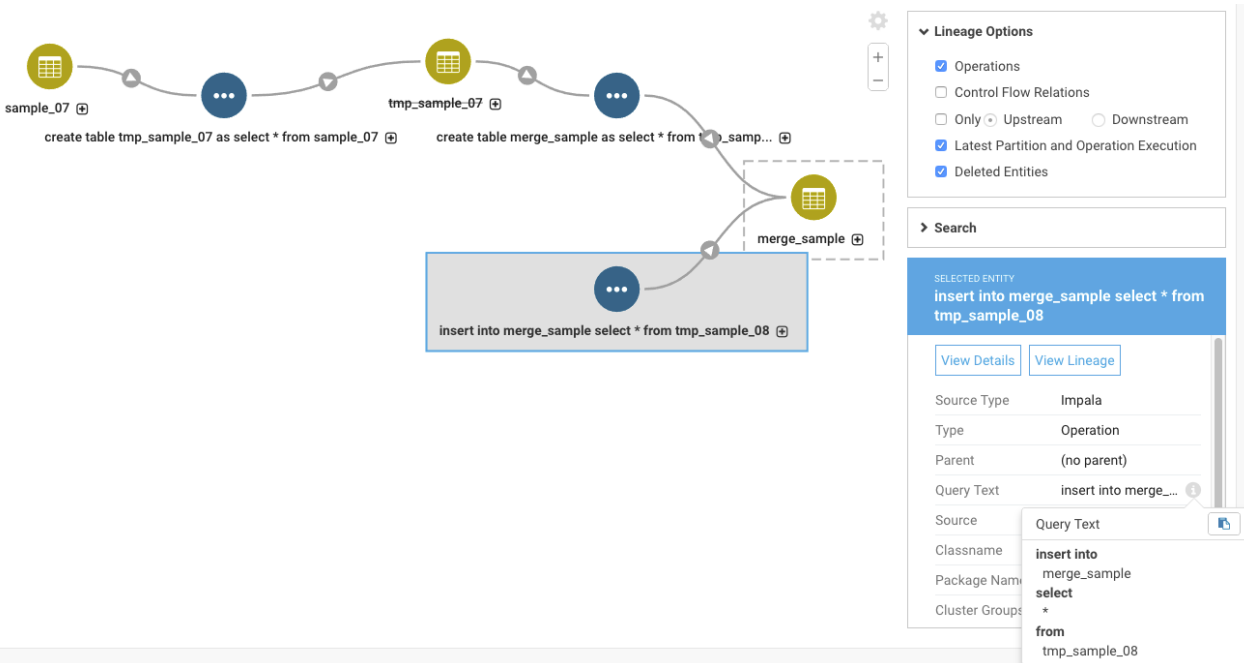 sample_07
create table tmp_sample_07 as select * from sample_07
tmp_sample_07
create table merge_sample as select * from tmp_samp...
merge_sample
insert into merge_sample select * from tmp_sample_08
Lineage Options
Operations
Control Flow Relations
Only Upstream Downstream
Latest Partition and Operation Execution
Deleted Entities
Search
SELECTED ENTITY
insert into merge_sample select * from
tmp_sample_08
View Details View Lineage
Source Type Impala
Type Operation
Parent (no parent)
Query Text insert into merge_...
Source
Classname
Package Name
Cluster Groups
Query Text
insert into
merge_sample
select
*
from
tmp_sample_08